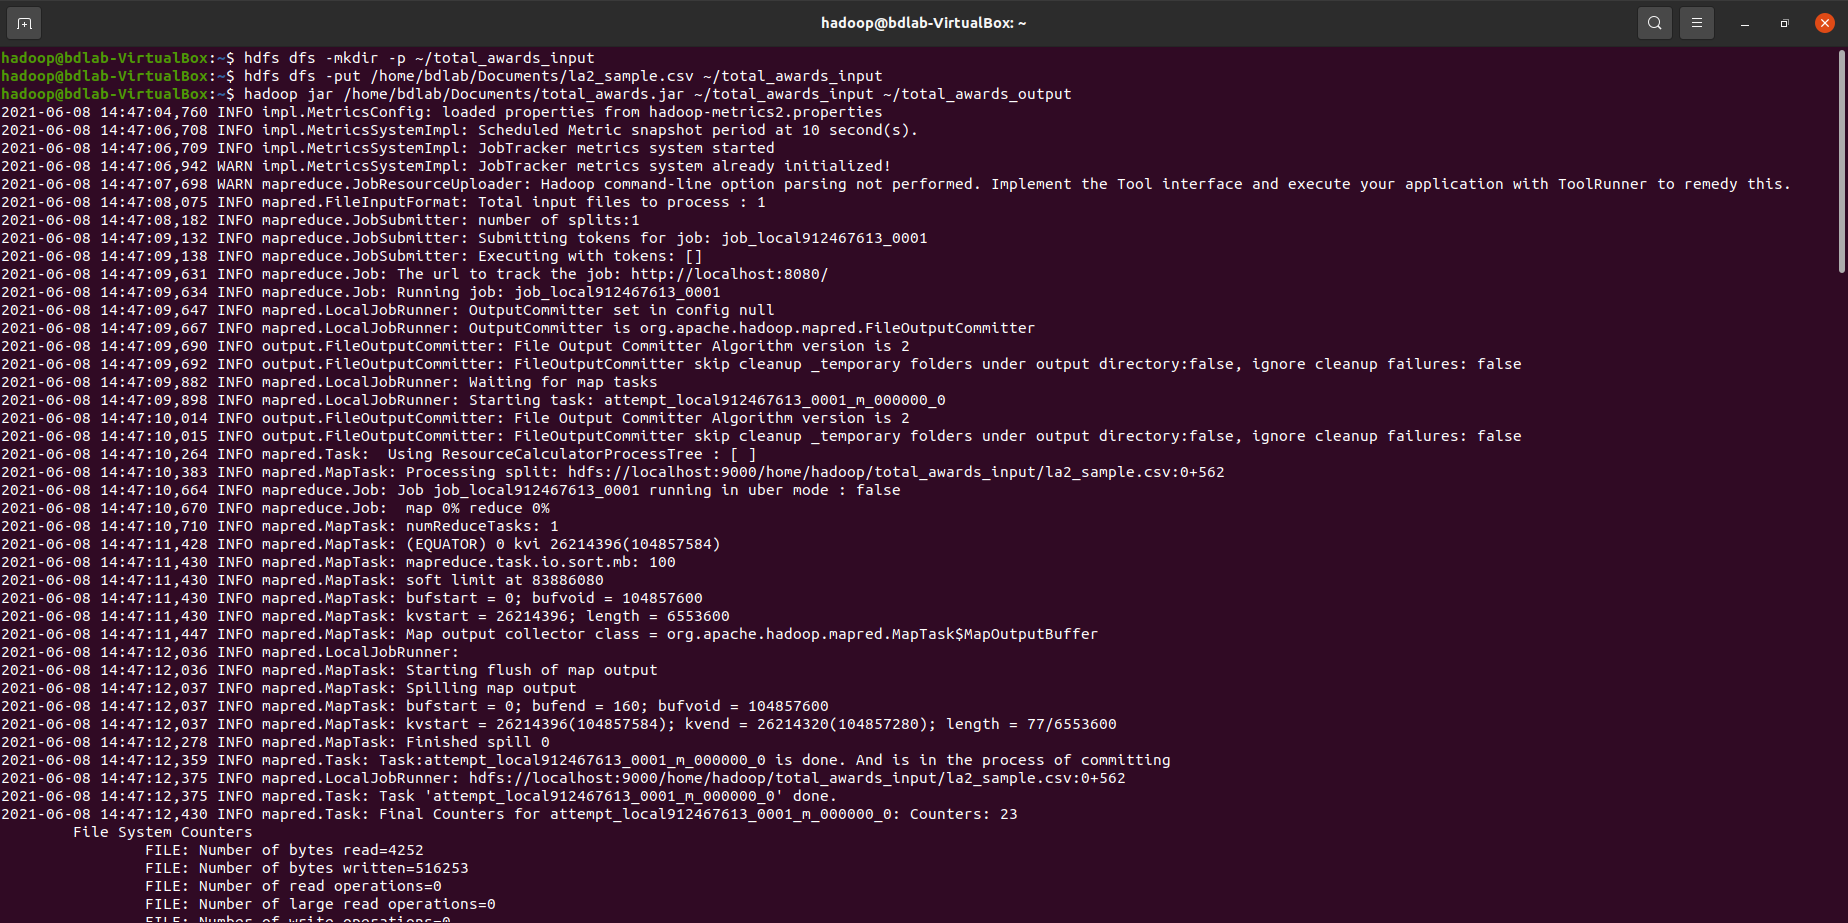 hadoop@bdlab-VirtualBox: ~
hadoop@bdlab-VirtualBox:~$ hdfs dfs -mkdir -p ~/total_awards_input
hadoop@bdlab-VirtualBox:~$ hdfs dfs -put /home/bdlab/Documents/la2_sample.csv ~/total_awards_input
hadoop@bdlab-VirtualBox:~$ hadoop jar /home/bdlab/Documents/total_awards.jar ~/total_awards_input ~/total_awards_output
2021-06-08 14:47:04,760 INFO impl.MetricsConfig: loaded properties from hadoop-metrics2.properties
2021-06-08 14:47:06,708 INFO impl.MetricsSystemImpl: Scheduled Metric snapshot period at 10 second(s).
2021-06-08 14:47:06,709 INFO impl.MetricsSystemImpl: JobTracker metrics system started
2021-06-08 14:47:06,942 WARN impl.MetricsSystemImpl: JobTracker metrics system already initialized!
2021-06-08 14:47:07,698 WARN mapreduce.JobResourceUploader: Hadoop command-line option parsing not performed. Implement the Tool interface and execute your application with ToolRunner to remedy this.
2021-06-08 14:47:08,075 INFO mapred.FileInputFormat: Total input files to process : 1
2021-06-08 14:47:08,182 INFO mapreduce.JobSubmitter: number of splits:1
2021-06-08 14:47:09,132 INFO mapreduce.JobSubmitter: Submitting tokens for job: job_local912467613_0001
2021-06-08 14:47:09,138 INFO mapreduce.JobSubmitter: Executing with tokens: []
2021-06-08 14:47:09,631 INFO mapreduce.Job: The url to track the job: http://localhost:8080/
2021-06-08 14:47:09,634 INFO mapreduce.Job: Running job: job_local912467613_0001
2021-06-08 14:47:09,647 INFO mapred.LocalJobRunner: OutputCommitter set in config null
2021-06-08 14:47:09,667 INFO mapred.LocalJobRunner: OutputCommitter is org.apache.hadoop.mapred.FileOutputCommitter
2021-06-08 14:47:09,690 INFO output.FileOutputCommitter: File Output Committer Algorithm version is 2
2021-06-08 14:47:09,692 INFO output.FileOutputCommitter: FileOutputCommitter skip cleanup _temporary folders under output directory:false, ignore cleanup failures: false
2021-06-08 14:47:09,882 INFO mapred.LocalJobRunner: Waiting for map tasks
2021-06-08 14:47:09,898 INFO mapred.LocalJobRunner: Starting task: attempt_local912467613_0001_m_000000_0
2021-06-08 14:47:10,014 INFO output.FileOutputCommitter: File Output Committer Algorithm version is 2
2021-06-08 14:47:10,015 INFO output.FileOutputCommitter: FileOutputCommitter skip cleanup _temporary folders under output directory:false, ignore cleanup failures: false
2021-06-08 14:47:10,264 INFO mapred.Task:  Using ResourceCalculatorProcessTree : [ ]
2021-06-08 14:47:10,383 INFO mapred.MapTask: Processing split: hdfs://localhost:9000/home/hadoop/total_awards_input/la2_sample.csv:0+562
2021-06-08 14:47:10,664 INFO mapreduce.Job: Job job_local912467613_0001 running in uber mode : false
2021-06-08 14:47:10,670 INFO mapreduce.Job:  map 0% reduce 0%
2021-06-08 14:47:10,710 INFO mapred.MapTask: numReduceTasks: 1
2021-06-08 14:47:11,428 INFO mapred.MapTask: (EQUATOR) 0 kvi 26214396(104857584)
2021-06-08 14:47:11,430 INFO mapred.MapTask: mapreduce.task.io.sort.mb: 100
2021-06-08 14:47:11,430 INFO mapred.MapTask: soft limit at 83886080
2021-06-08 14:47:11,430 INFO mapred.MapTask: bufstart = 0; bufvoid = 104857600
2021-06-08 14:47:11,430 INFO mapred.MapTask: kvstart = 26214396; length = 6553600
2021-06-08 14:47:11,447 INFO mapred.MapTask: Map output collector class = org.apache.hadoop.mapred.MapTask$MapOutputBuffer
2021-06-08 14:47:12,036 INFO mapred.LocalJobRunner:
2021-06-08 14:47:12,036 INFO mapred.MapTask: Starting flush of map output
2021-06-08 14:47:12,037 INFO mapred.MapTask: Spilling map output
2021-06-08 14:47:12,037 INFO mapred.MapTask: bufstart = 0; bufend = 160; bufvoid = 104857600
2021-06-08 14:47:12,037 INFO mapred.MapTask: kvstart = 26214396(104857584); kvend = 26214320(104857280); length = 77/6553600
2021-06-08 14:47:12,278 INFO mapred.MapTask: Finished spill 0
2021-06-08 14:47:12,359 INFO mapred.Task: Task:attempt_local912467613_0001_m_000000_0 is done. And is in the process of committing
2021-06-08 14:47:12,375 INFO mapred.LocalJobRunner: hdfs://localhost:9000/home/hadoop/total_awards_input/la2_sample.csv:0+562
2021-06-08 14:47:12,375 INFO mapred.Task: Task 'attempt_local912467613_0001_m_000000_0' done.
2021-06-08 14:47:12,430 INFO mapred.Task: Final Counters for attempt_local912467613_0001_m_000000_0: Counters: 23
File System Counters
FILE: Number of bytes read=4252
FILE: Number of bytes written=516253
FILE: Number of read operations=0
FILE: Number of large read operations=0
FILE: Number of write operations=0